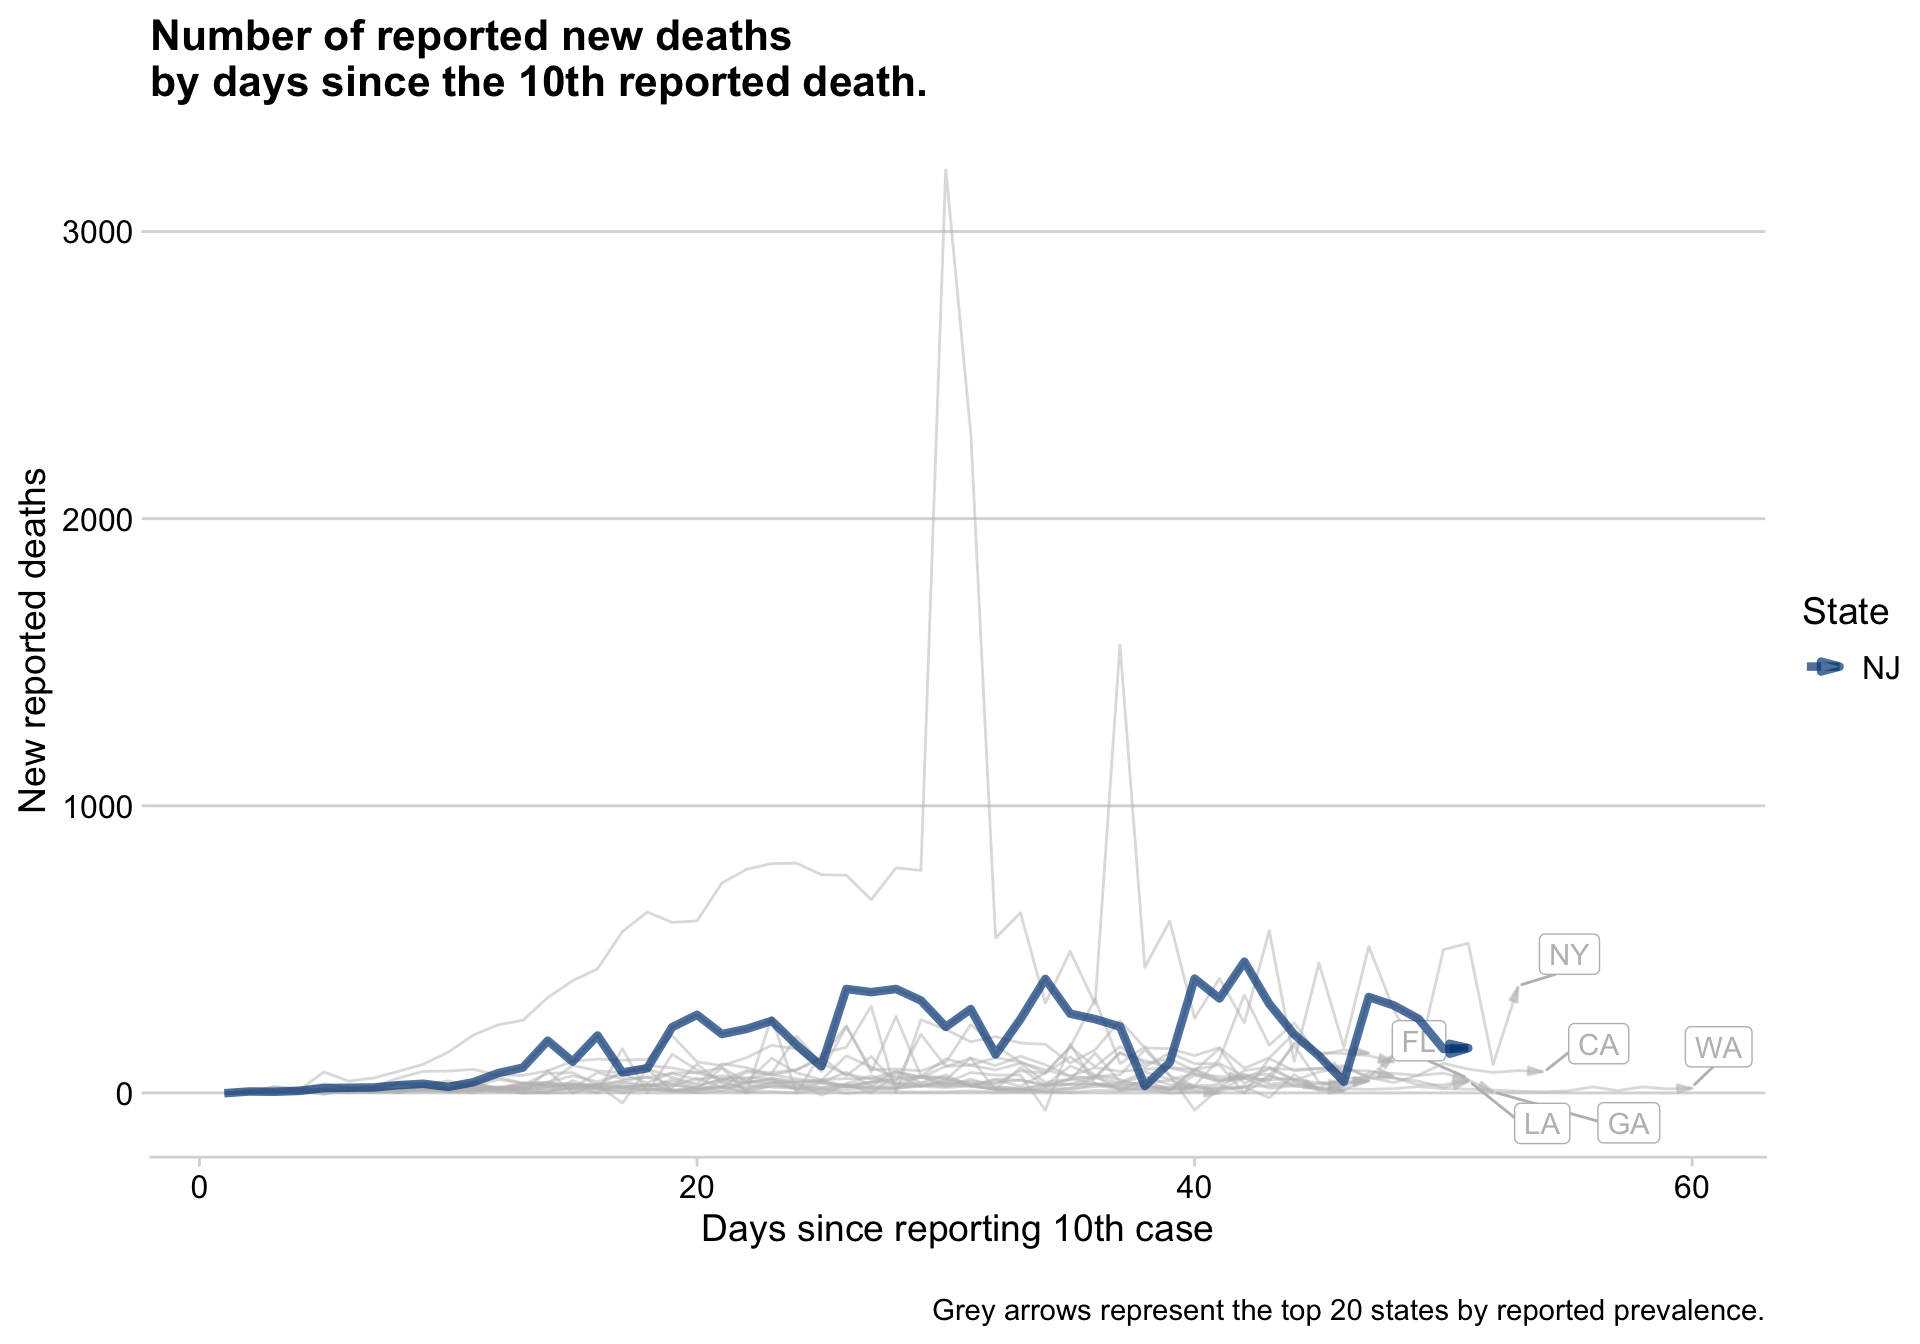 Number of reported new deaths
by days since the 10th reported death.
New reported deaths
3000
2000
1000
0
NY
FL
CA
WA
LA
GA
0
20
40
60
Days since reporting 10th case
State
NJ
Grey arrows represent the top 20 states by reported prevalence.